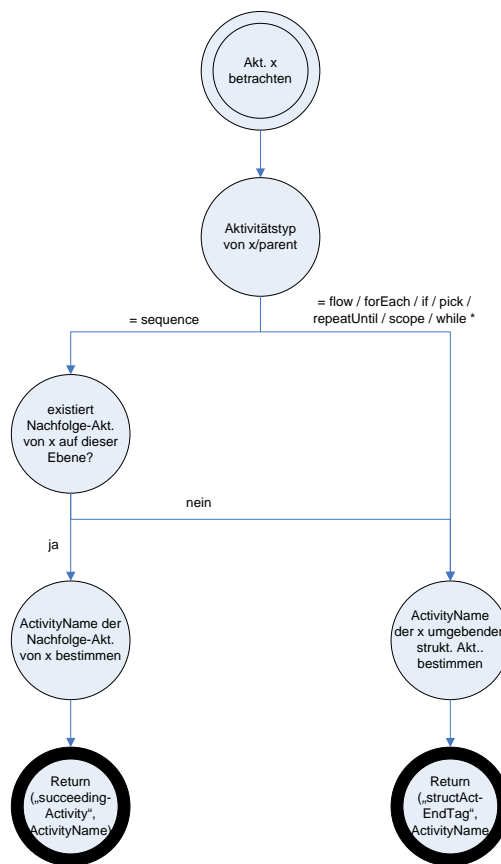 Akt. x
betrachten
Aktivitätstyp
von x/parent
= flow / forEach / if / pick /
= sequence
repeatUntil / scope / while *
existiert
Nachfolge-Akt.
von x auf dieser
Ebene?
nein
ja
ActivityName der
Nachfolge-Akt.
von x bestimmen
ActivityName
der x umgebenden
strukt. Akt..
bestimmen
Return
(„succeeding-
Activity“,
ActivityName)
Return
(„structAct-
EndTag“,
ActivityName